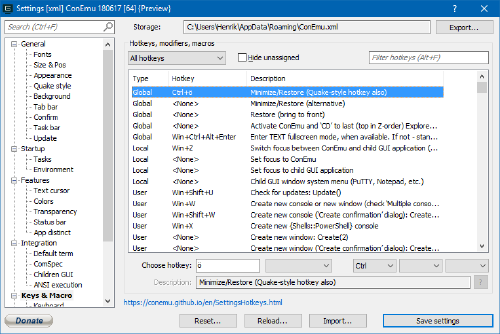 Settings [xml] ConEmu 180617 [64] {Preview}
Search (Ctrl+F)
Storage:
C:\Users\Henrik\AppData\Roaming\ConEmu.xml
Export...
General
Fonts
Size & Pos
Appearance
Quake style
Background
Tab bar
Confirm
Task bar
Update
Startup
Tasks
Environment
Features
Text cursor
Colors
Transparency
Status bar
App distinct
Integration
Default term
ComSpec
Children GUI
ANSI execution
Keys & Macro
Keyboard
Hotkeys, modifiers, macros
All hotkeys
Hide unassigned
Filter hotkeys (Alt+F)
Type Hotkey Description
Global Ctrl+ö Minimize/Restore (Quake-style hotkey also)
Global <None> Minimize/Restore (alternative)
Global <None> Restore (bring to front)
Global <None> Activate ConEmu and 'CD' to last (top in Z-order) Explore...
Global Win+Ctrl+Alt+Enter Enter TEXT fullscreen mode, when available. If not - stan...
Local Win+Z Switch focus between ConEmu and child GUI application (...
Local <None> Set focus to ConEmu
Local <None> Set focus to child GUI application
Local <None> Child GUI window system menu (PuTTY, Notepad, etc.)
User Win+Shift+U Check for updates: Update()
User Win+W Create new console or new window (check 'Multiple conso...
User Win+Shift+W Create new console ('Create confirmation' dialog): Create...
User Win+X Create new {Shells::PowerShell} console
User <None> Create new window: Create(2)
User <None> Create new window ('Create confirmation' dialog): Create...
Choose hotkey:
ö
Ctrl
Description:
Minimize/Restore (Quake-style hotkey also)
?
https://conemu.github.io/en/SettingsHotkeys.html
Donate
Reset...
Reload...
Import...
Save settings